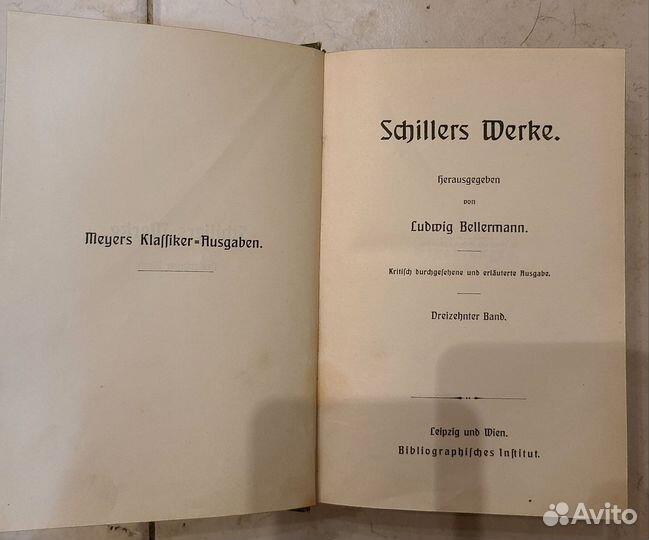 Meyers Klassiker-Ausgaben.
Schillers Werke.
Herausgegeben
von
Ludwig Bellermann.
Kritisch durchgesehene und erläuterte Ausgabe.
Dreizehnter Band.
Leipzig und Wien.
Bibliographisches Institut.
Avito